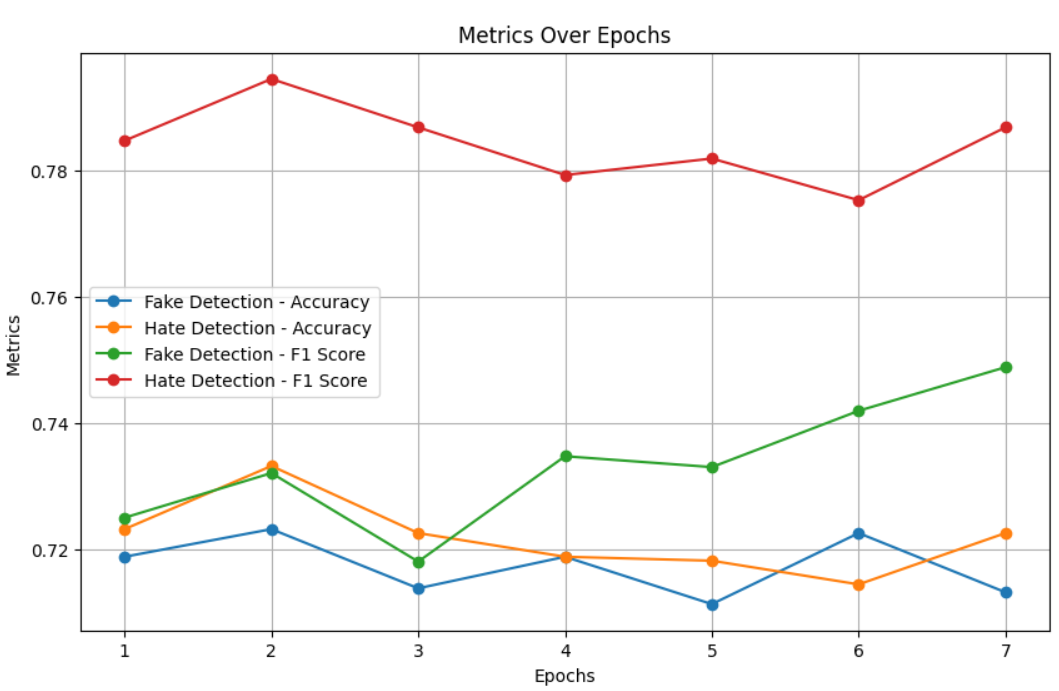 Metrics Over Epochs
Metrics
0.78
0.76
0.74
0.72
Fake Detection - Accuracy
Hate Detection - Accuracy
Fake Detection - F1 Score
Hate Detection - F1 Score
1 2 3 4 5 6 7
Epochs